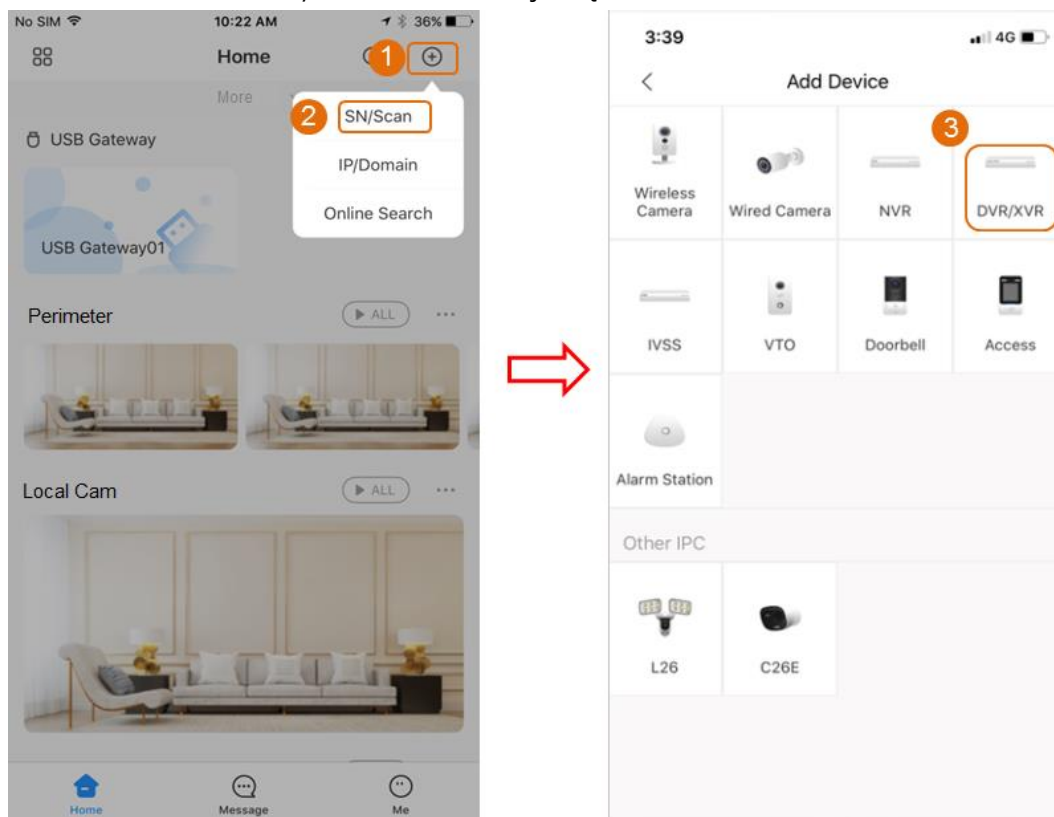 No SIM 10:22 AM 36%
Home
1
More
2 SN/Scan
IP/Domain
Online Search
USB Gateway
USB Gateway01
Perimeter
ALL
Local Cam
ALL
Home Message Me
3:39 4G
Add Device
3
Wireless
Camera Wired Camera NVR DVR/XVR
IVSS VTO Doorbell Access
Alarm Station
Other IPC
L26 C26E